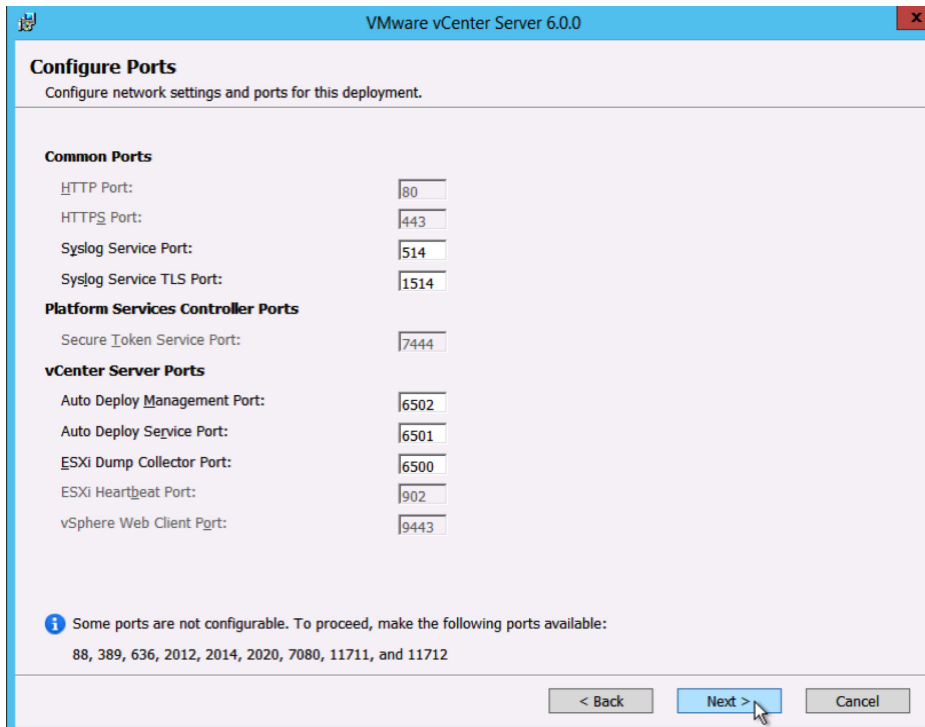 VMware vCenter Server 6.0.0
x
Configure Ports
Configure network settings and ports for this deployment.
Common Ports
HTTP Port: 80
HTTPS Port: 443
Syslog Service Port: 514
Syslog Service TLS Port: 1514
Platform Services Controller Ports
Secure Token Service Port: 7444
vCenter Server Ports
Auto Deploy Management Port: 6502
Auto Deploy Service Port: 6501
ESXi Dump Collector Port: 6500
ESXi Heartbeat Port: 902
vSphere Web Client Port: 9443
i Some ports are not configurable. To proceed, make the following ports available:
88, 389, 636, 2012, 2014, 2020, 7080, 11711, and 11712
< Back Next > Cancel